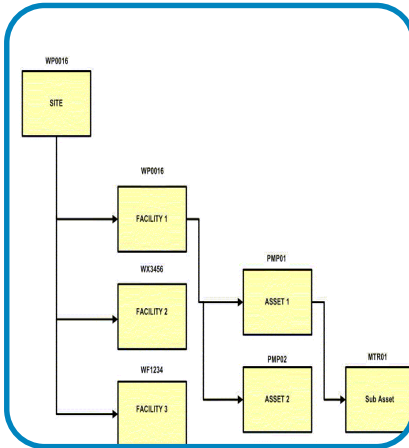 WP0016
SITE
WP0016
FACILITY 1
WX3456
FACILITY 2
WF1234
FACILITY 3
PMP01
ASSET 1
PMP02
ASSET 2
MTR01
Sub Asset